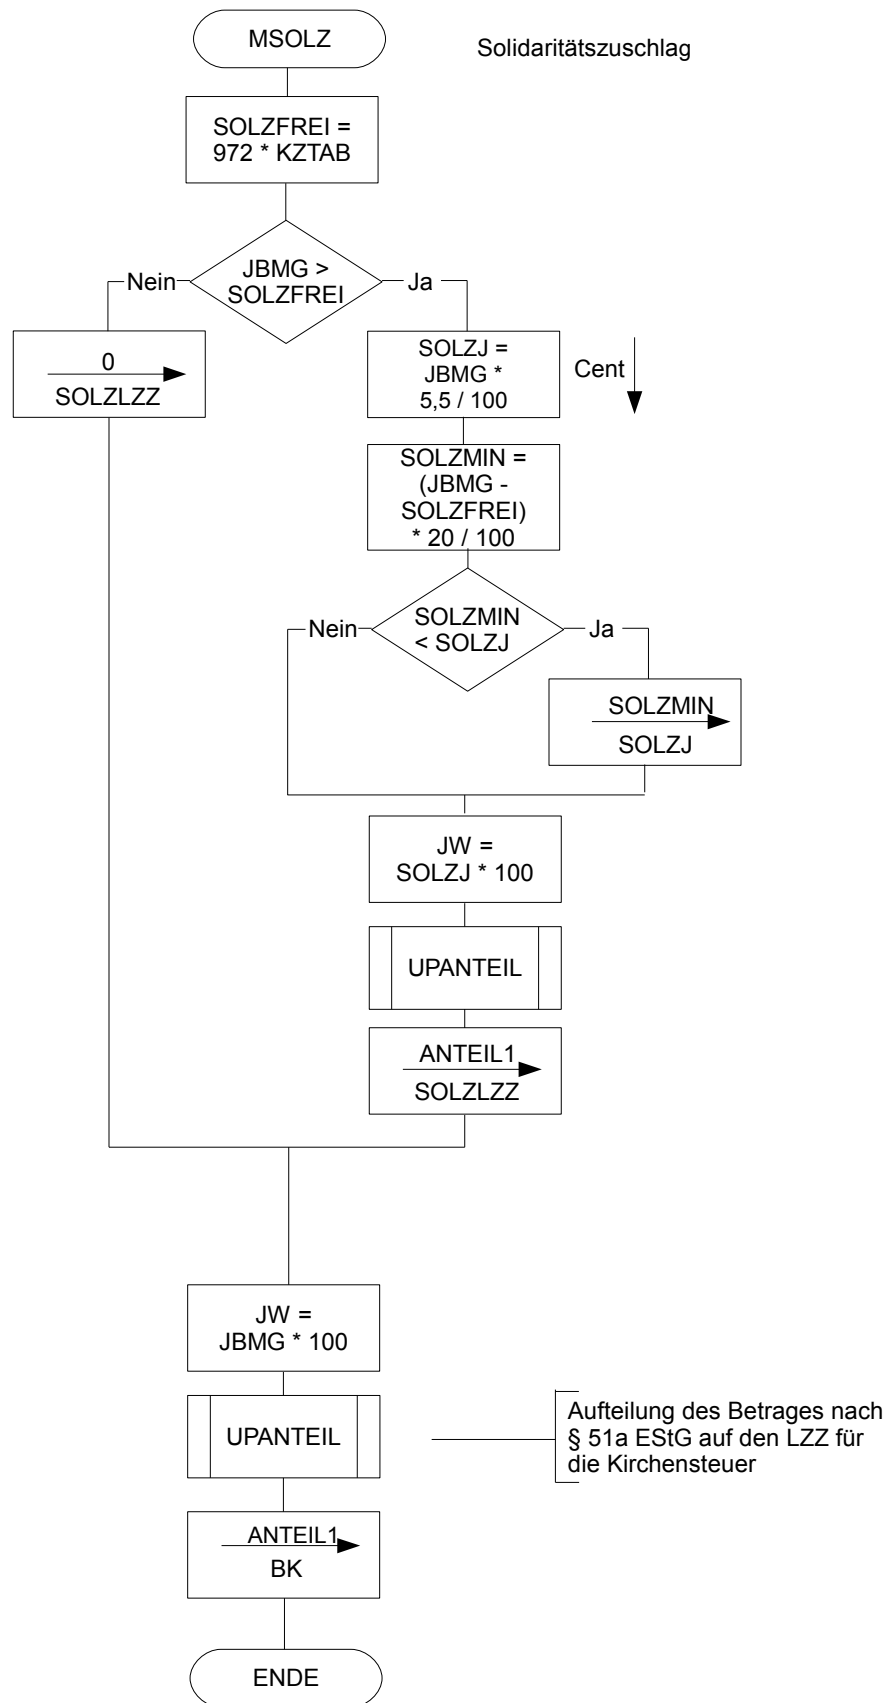 MSOLZ
Solidaritätszuschlag
SOLZFREI =
972 * KZTAB
JBMG >
SOLZFREI
Nein
Ja
0
SOLZLZZ
SOLZJ =
JBMG *
5,5 / 100
Cent
SOLZMIN =
(JBMG -
SOLZFREI)
* 20 / 100
SOLZMIN
< SOLZJ
Nein
Ja
SOLZMIN
SOLZJ
JW =
SOLZJ * 100
UPANTEIL
ANTEIL1
SOLZLZZ
JW =
JBMG * 100
UPANTEIL
Aufteilung des Betrages nach
§ 51a EStG auf den LZZ für
die Kirchensteuer
ANTEIL1
BK
ENDE